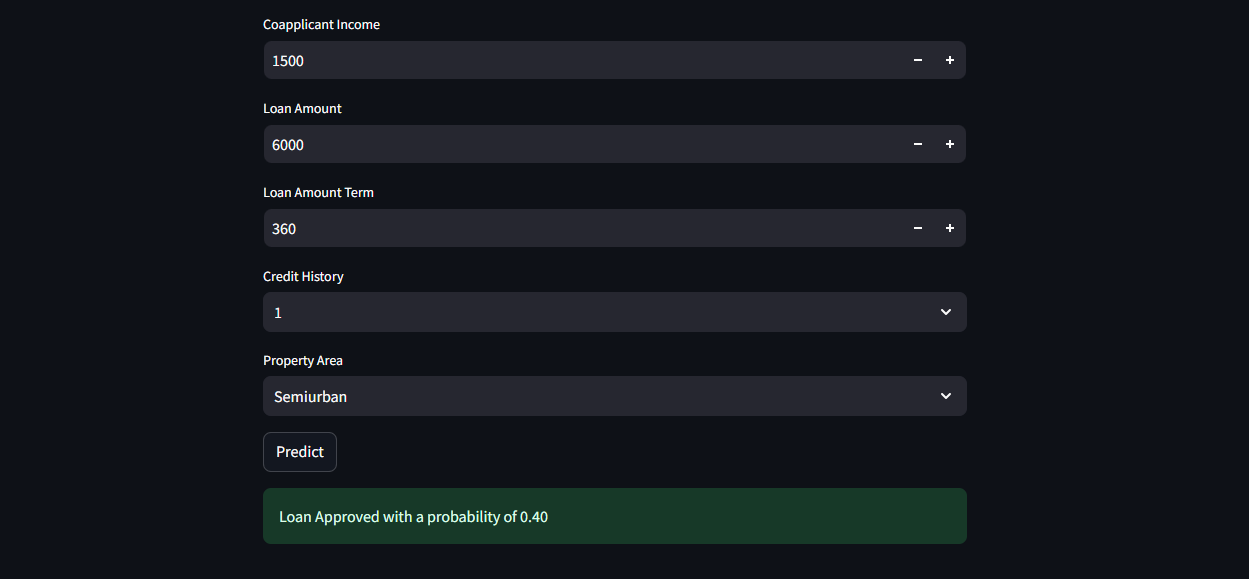 Coapplicant Income
1500
Loan Amount
6000
Loan Amount Term
360
Credit History
1
Property Area
Semiurban
Predict
Loan Approved with a probability of 0.40